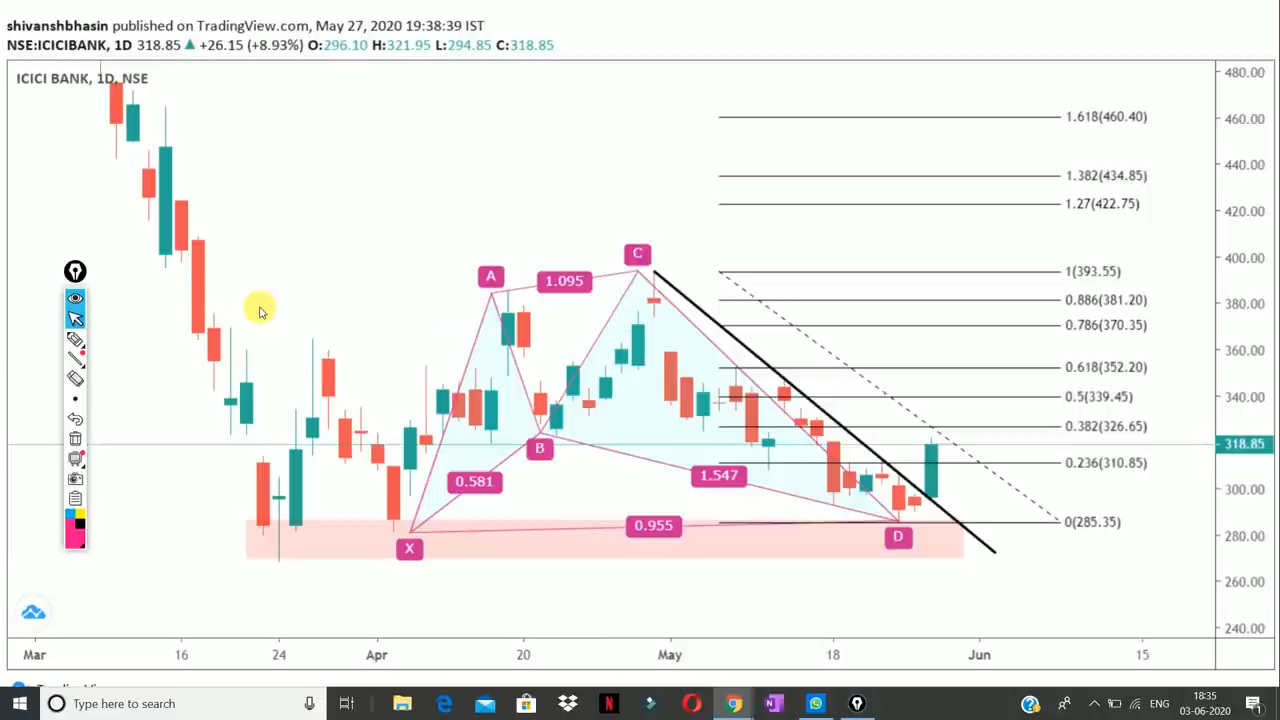 shivanshbhasin published on TradingView.com, May 27, 2020 19:38:39 IST
NSE:ICICIBANK, 1D 318.85 ▲ +26.15 (+8.93%) O:296.10 H:321.95 L:294.85 C:318.85
ICICI BANK, 1D, NSE
480.00
1.618(460.40)
460.00
440.00
1.382(434.85)
1.27(422.75)
420.00
C
400.00
A
1.095
1(393.55)
0.886(381.20)
380.00
0.786(370.35)
360.00
0.618(352.20)
0.5(339.45)
340.00
0.382(326.65)
B
318.85
0.581
1.547
0.236(310.85)
300.00
0.955
0(285.35)
X
D
280.00
260.00
240.00
Mar
16
24
Apr
20
May
18
Jun
15
Type here to search
ENG
18:35
03-06-2020